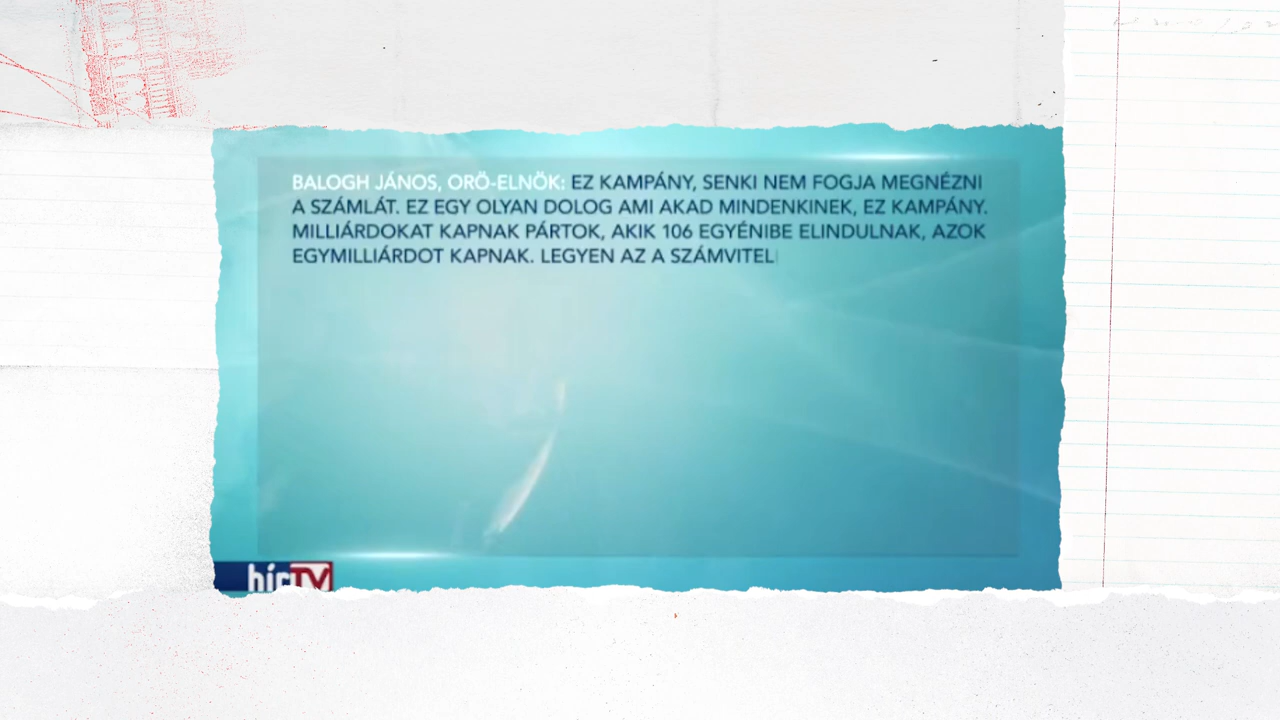 BALOGH JÁNOS, ORÖ-ELNÖK: EZ KAMPÁNY, SENKI NEM FOGJA MEGNÉZNI
A SZÁMLÁT. EZ EGY OLYAN DOLOG AMI AKAD MINDENKINEK, EZ KAMPÁNY.
MILLIÁRDOKAT KAPNAK PÁRTOK, AKIK 106 EGYÉNIBE ELINDULNAK, AZOK
EGYMILLIÁRDOT KAPNAK. LEGYEN AZ A SZÁMVITEL
hírTV